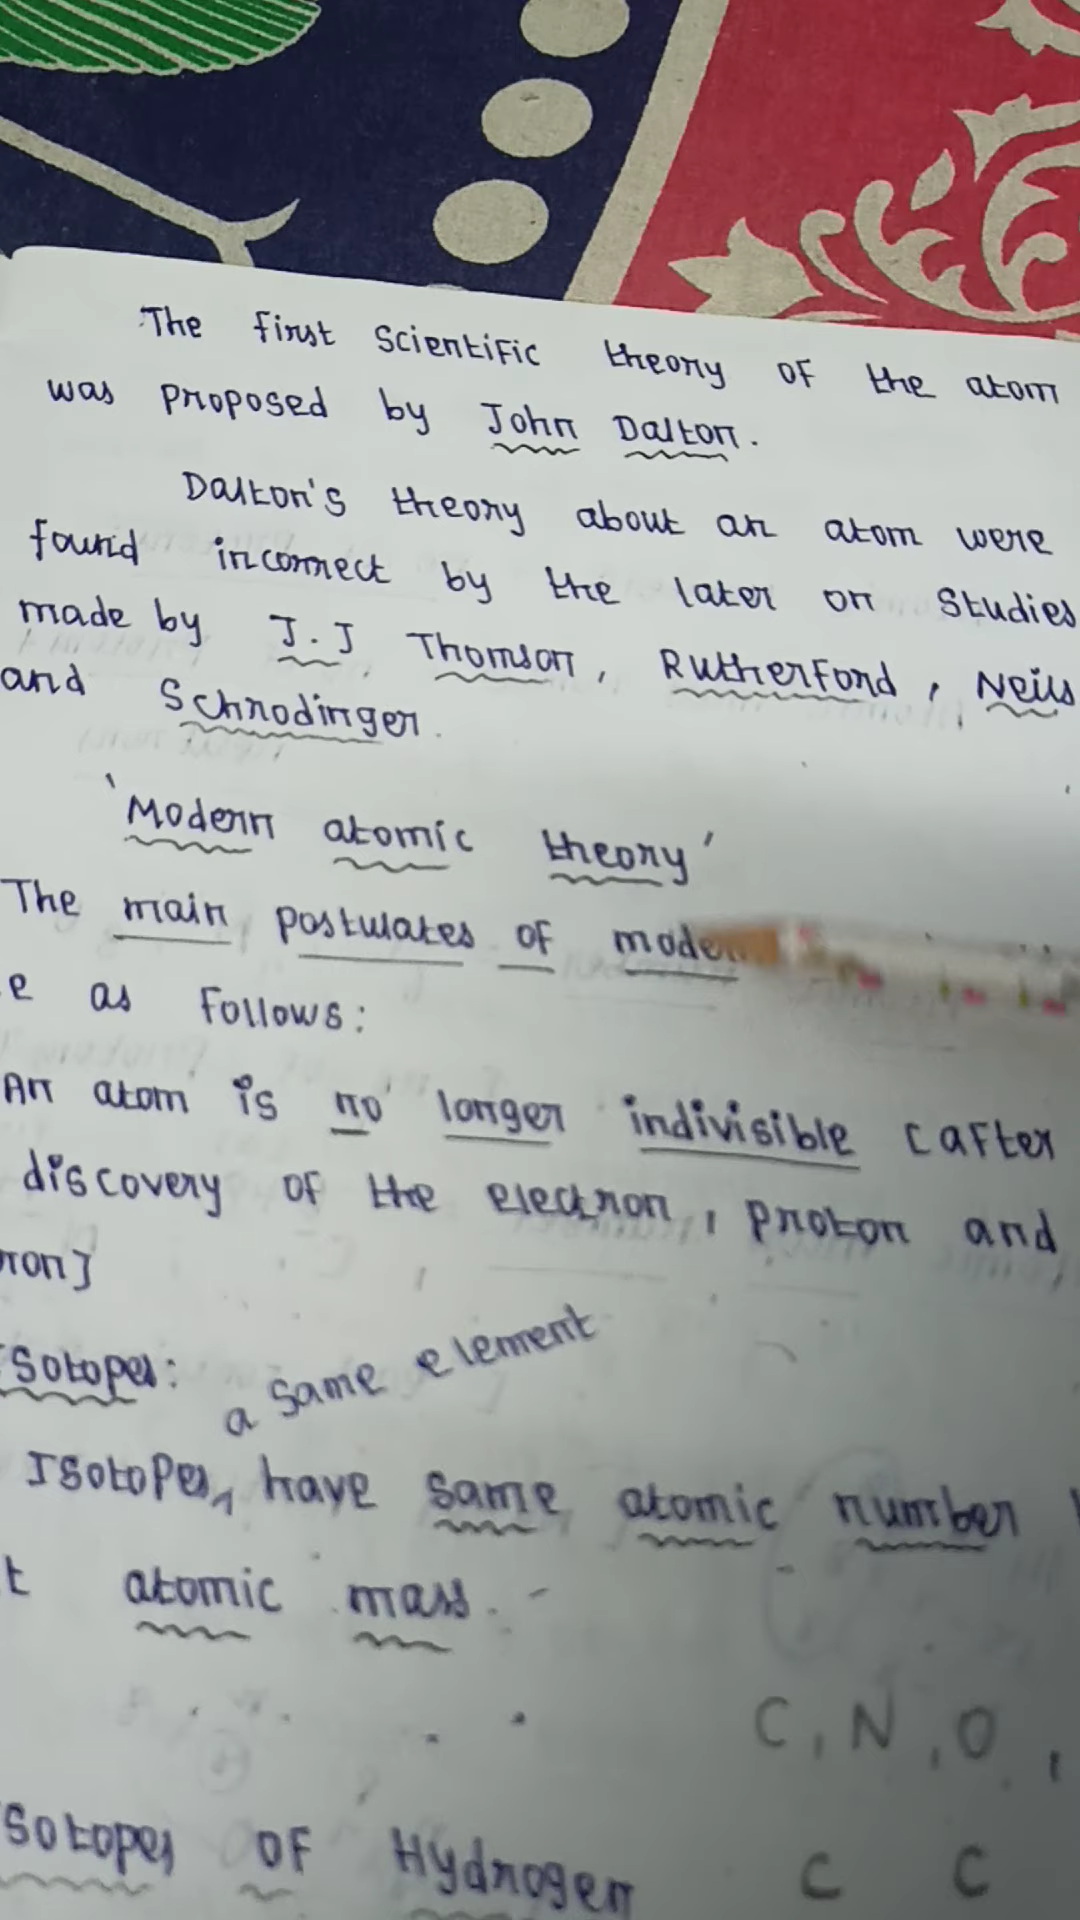 The first scientific theory of the atom
was proposed by John Dalton.
Dalton's theory about an atom were
found incorrect by the later on studies
made by J.J Thomson, Rutherford, Neils
and Schrodinger.
'Modern atomic theory'
The main postulates of moder
e as follows:
An atom is no longer indivisible [after
discovery of the electron, proton and
ron]
sotopes:
a same element
Isotopes, have same atomic number
t atomic mass.
C, N, O,
sotopes of Hydrogen
C C